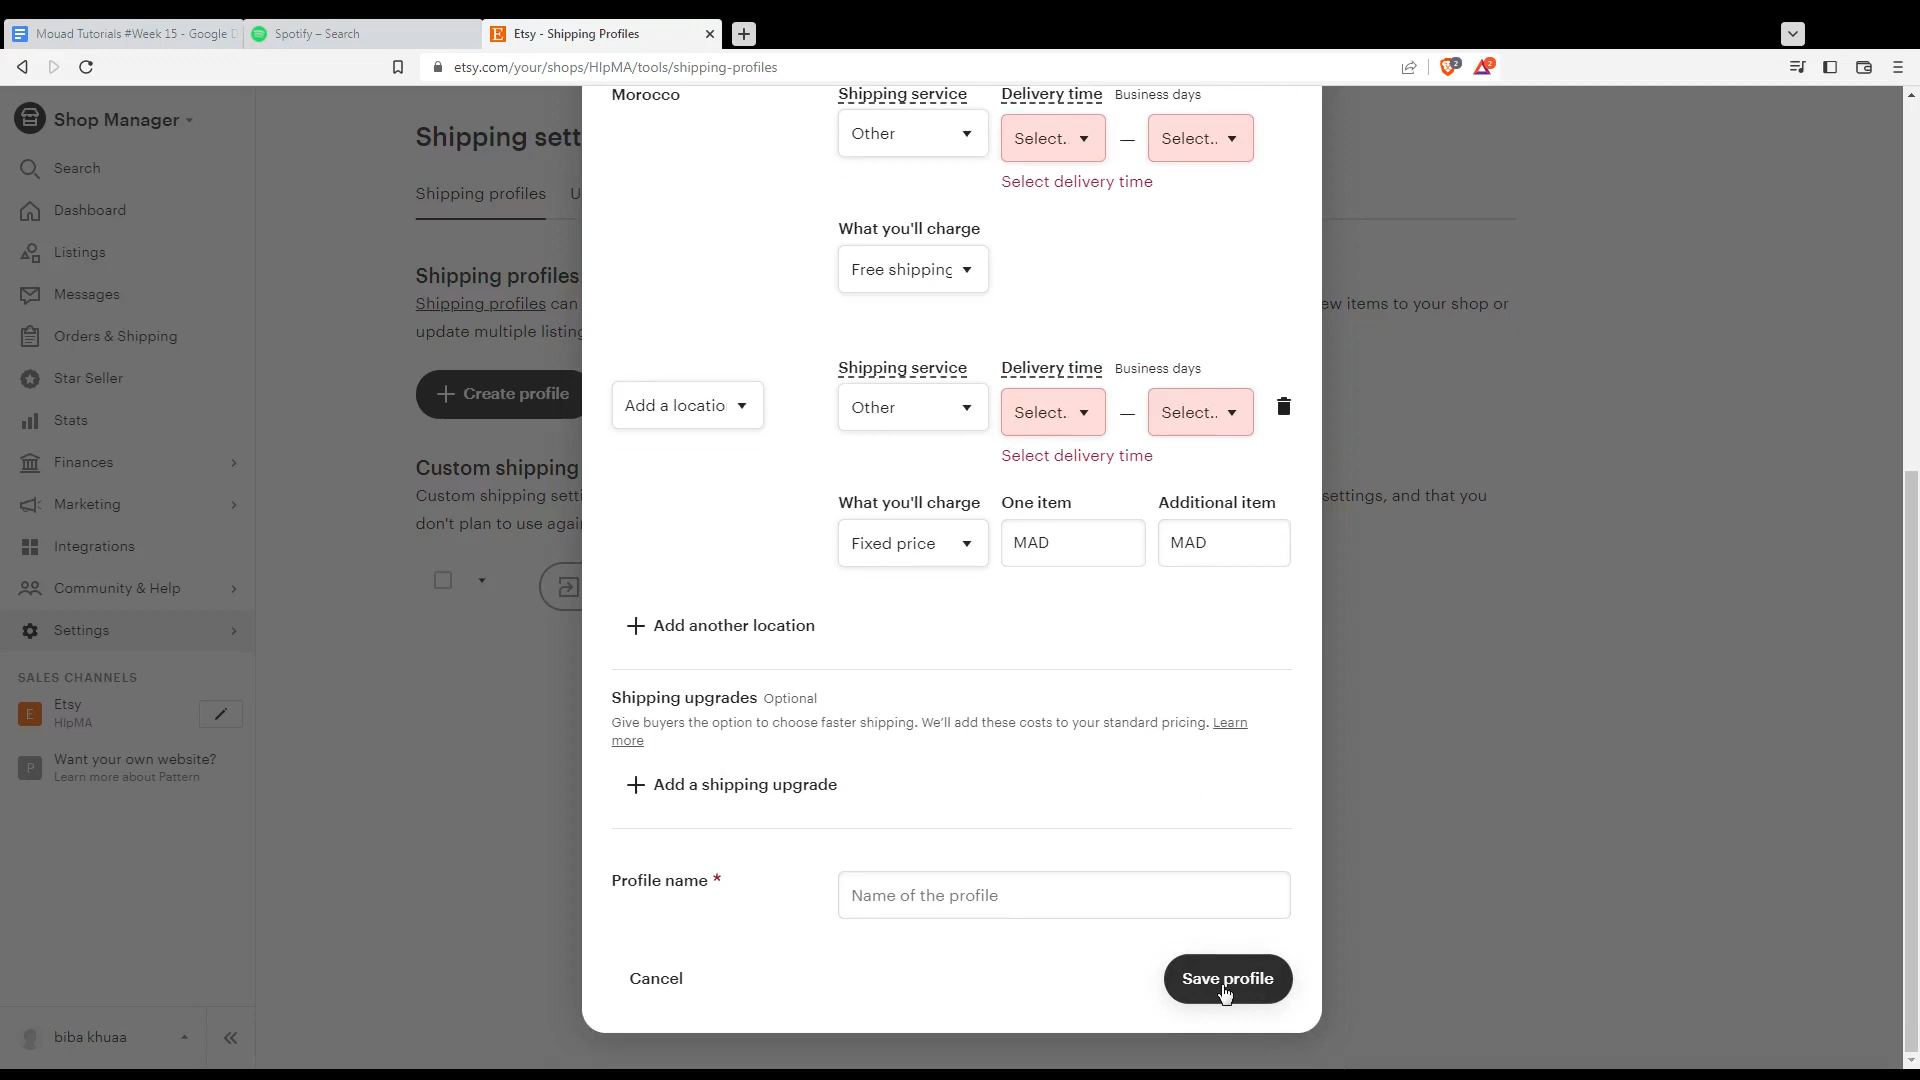 Mouad Tutorials #Week 15 - Google D
Spotify – Search
Etsy - Shipping Profiles
etsy.com/your/shops/HlpMA/tools/shipping-profiles
2
2
Shop Manager
Search
Dashboard
Listings
Messages
Orders & Shipping
Star Seller
Stats
Finances
Marketing
Integrations
Community & Help
Settings
SALES CHANNELS
E
Etsy
HlpMA
P
Want your own website?
Learn more about Pattern
biba khuaa
Shipping sett
Shipping profiles U
Shipping profiles
Shipping profiles can
ew items to your shop or
update multiple listing
Create profile
Custom shipping
Custom shipping setti
settings, and that you
don't plan to use agai
Morocco
Shipping service
Delivery time Business days
Other
Select.
—
Select..
Select delivery time
What you'll charge
Free shipping
Shipping service
Delivery time Business days
Add a locatio
Other
Select.
—
Select..
Select delivery time
What you'll charge
One item
Additional item
Fixed price
MAD
MAD
Add another location
Shipping upgrades Optional
Give buyers the option to choose faster shipping. We’ll add these costs to your standard pricing. Learn
more
Add a shipping upgrade
Profile name *
Name of the profile
Cancel
Save profile